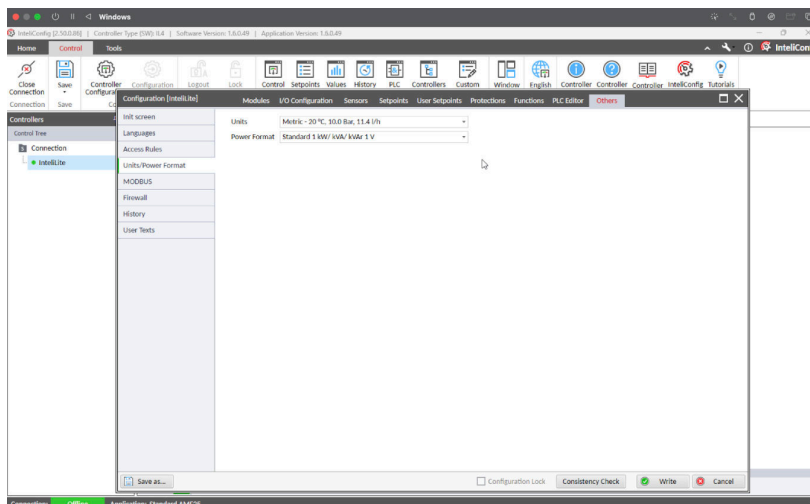 Windows
InteliConfig [2.50.0.86] | Controller Type (SW): IL4 | Software Version: 1.6.0.49 | Application Version: 1.6.0.49
Home Control Tools
InteliCon
Close Connection Save Controller Configura Configuration Logout Lock Control Setpoints Values History PLC Controllers Custom Window English Controller Controller Controller InteliConfig Tutorials
Connection Save Co
Controllers
Control Tree
Connection
InteliLite
Configuration [InteliLite]
Modules I/O Configuration Sensors Setpoints User Setpoints Protections Functions PLC Editor Others
Init screen
Languages
Access Rules
Units/Power Format
MODBUS
Firewall
History
User Texts
Units Metric - 20 °C, 10.0 Bar, 11.4 l/h
Power Format Standard 1 kW/ kVA/ kVAr 1 V
Save as... Configuration Lock Consistency Check Write Cancel
Connection: Offline Application: Standard AMF25